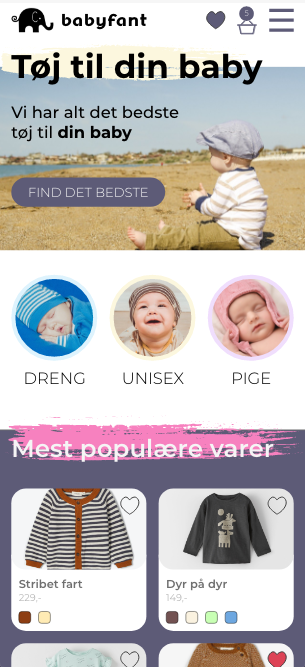 babyfant
5
Tøj til din baby
Vi har alt det bedste
tøj til din baby
FIND DET BEDSTE
DRENG
UNISEX
PIGE
Mest populære varer
Stribet fart
229,-
Dyr på dyr
149,-